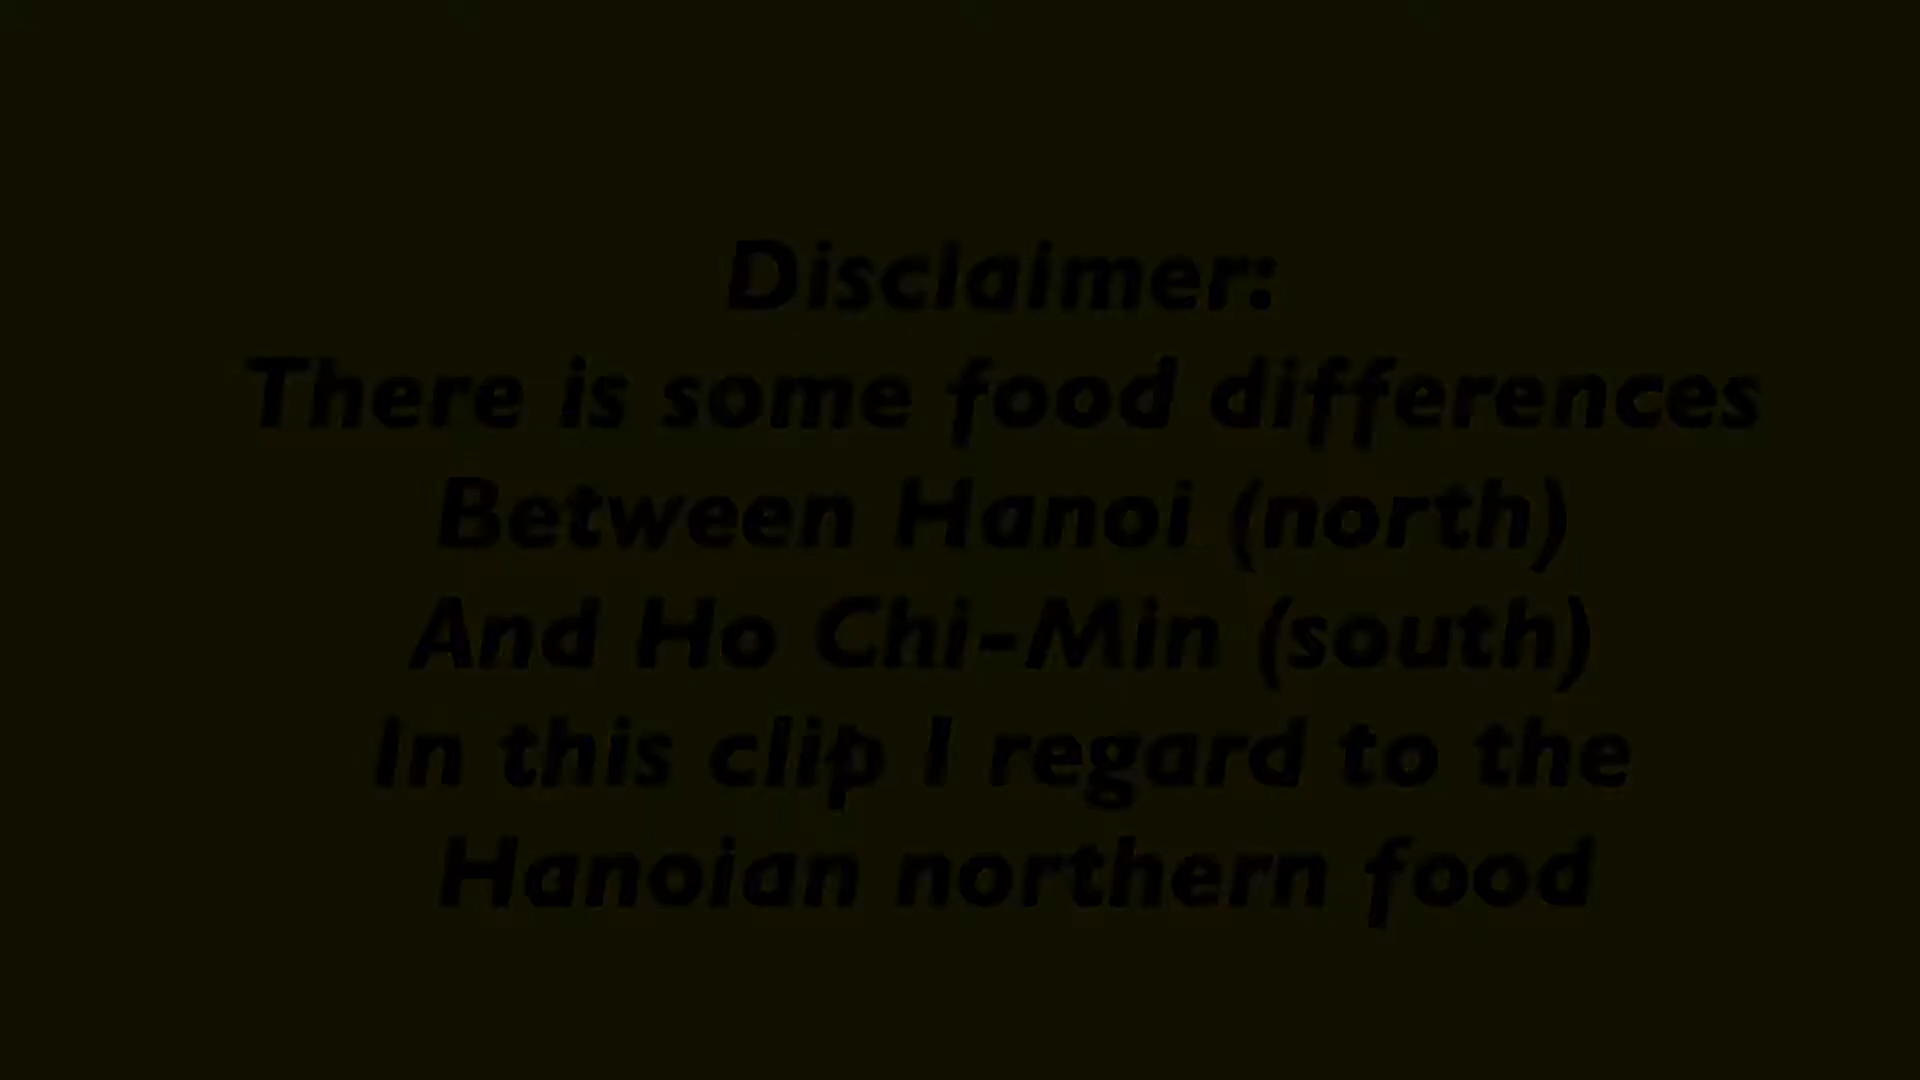 Disclaimer:
There is some food differences
Between Hanoi (north)
And Ho Chi-Min (south)
In this clip I regard to the
Hanoian northern food